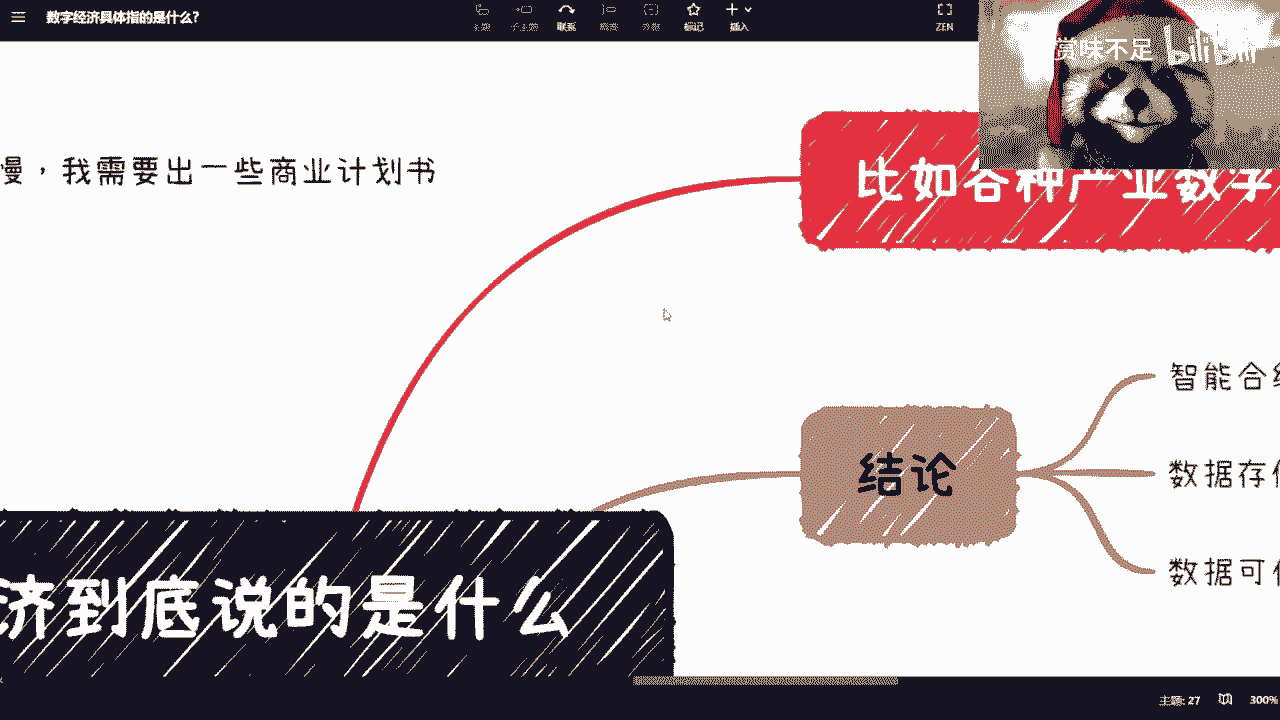 数字经济具体指的是什么?
主题
子主题
联系
概要
外框
标记
插入
ZEN
赏味不足 bilibili
慢，我需要出一些商业计划书
比如各种产业数字
智能合
结论
数据存
数据可
济到底说的是什么
主题: 27
300%